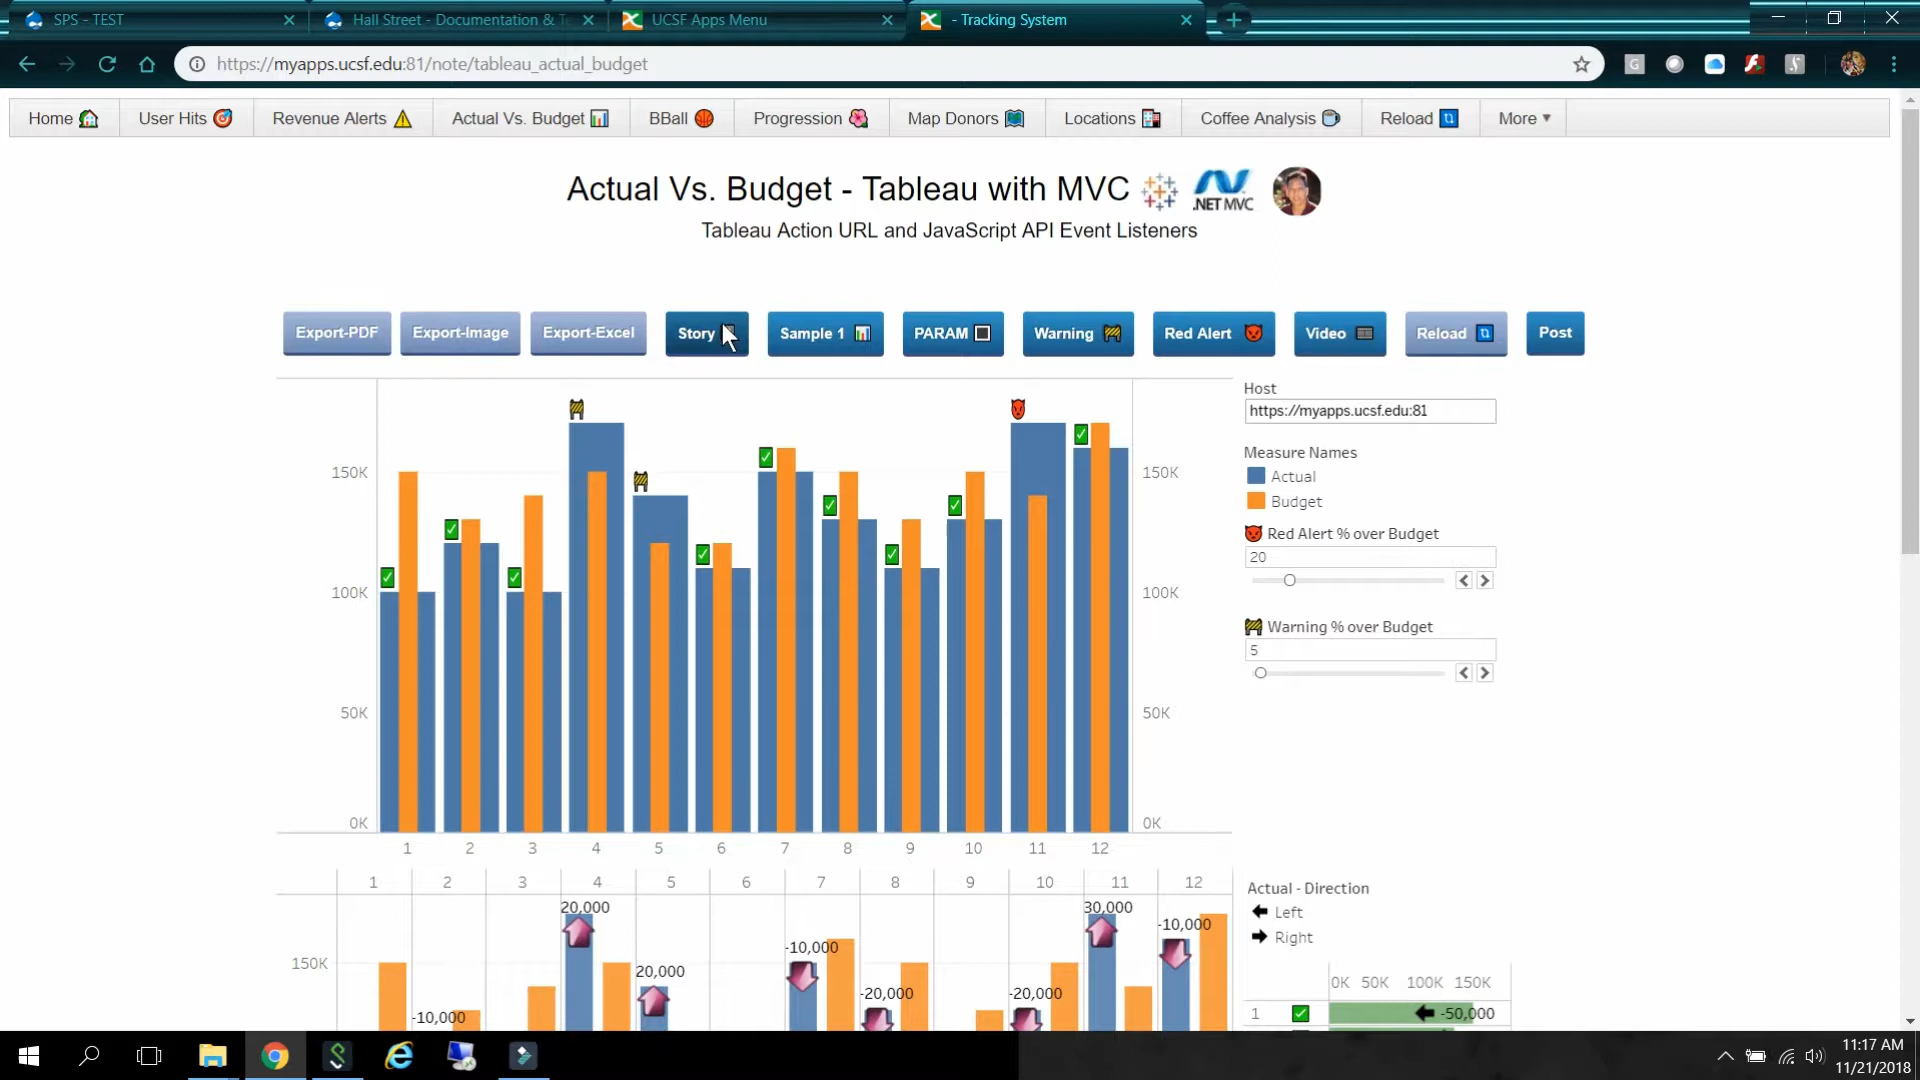 SPS - TEST
Hall Street - Documentation & Te
UCSF Apps Menu
- Tracking System
https://myapps.ucsf.edu:81/note/tableau_actual_budget
Home
User Hits
Revenue Alerts
Actual Vs. Budget
BBall
Progression
Map Donors
Locations
Coffee Analysis
Reload
More
Actual Vs. Budget - Tableau with MVC
.NET MVC
Tableau Action URL and JavaScript API Event Listeners
Export-PDF
Export-Image
Export-Excel
Story
Sample 1
PARAM
Warning
Red Alert
Video
Reload
Post
150K
100K
50K
0K
150K
100K
50K
0K
1 2 3 4 5 6 7 8 9 10 11 12
Host
https://myapps.ucsf.edu:81
Measure Names
Actual
Budget
Red Alert % over Budget
20
Warning % over Budget
5
1 2 3 4 5 6 7 8 9 10 11 12
20,000
30,000
-10,000
-10,000
150K
20,000
-20,000
-20,000
-10,000
Actual - Direction
Left
Right
0K 50K 100K 150K
1 -50,000
11:17 AM
11/21/2018